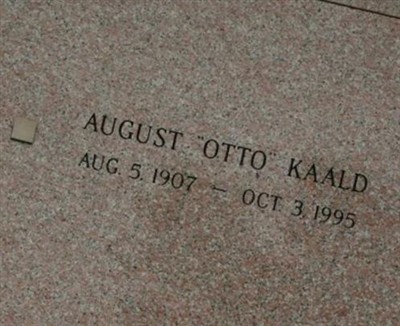 AUGUST "OTTO" KAALD
AUG. 5, 1907 — OCT. 3, 1995